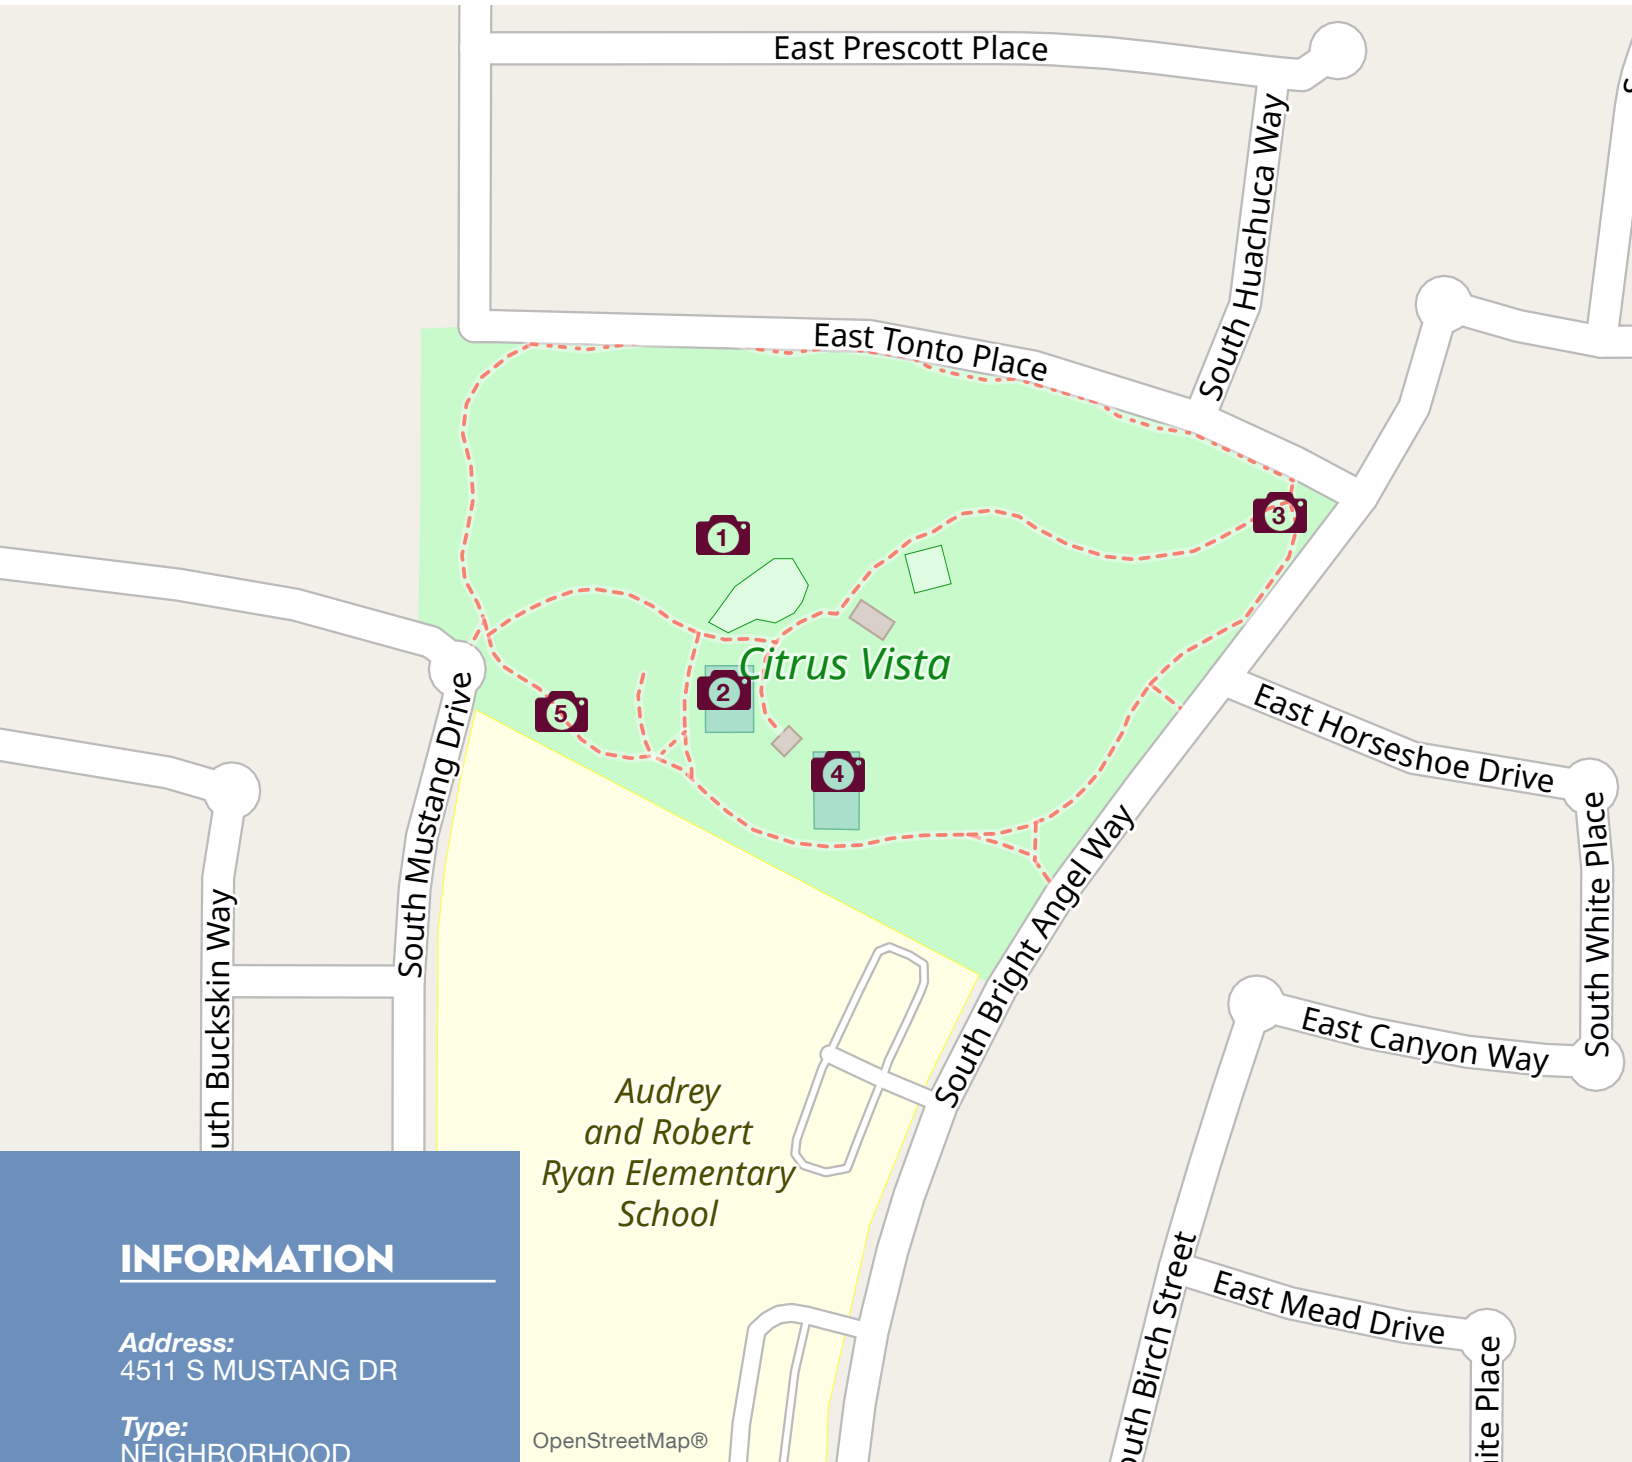 East Prescott Place
South Huachuca Way
East Tonto Place
1
3
Citrus Vista
2
5
4
South Mustang Drive
East Horseshoe Drive
South White Place
South Bright Angel Way
uth Buckskin Way
East Canyon Way
Audrey
and Robert
Ryan Elementary
School
outh Birch Street
East Mead Drive
ite Place
INFORMATION
Address:
4511 S MUSTANG DR
Type:
NEIGHBORHOOD
OpenStreetMap®